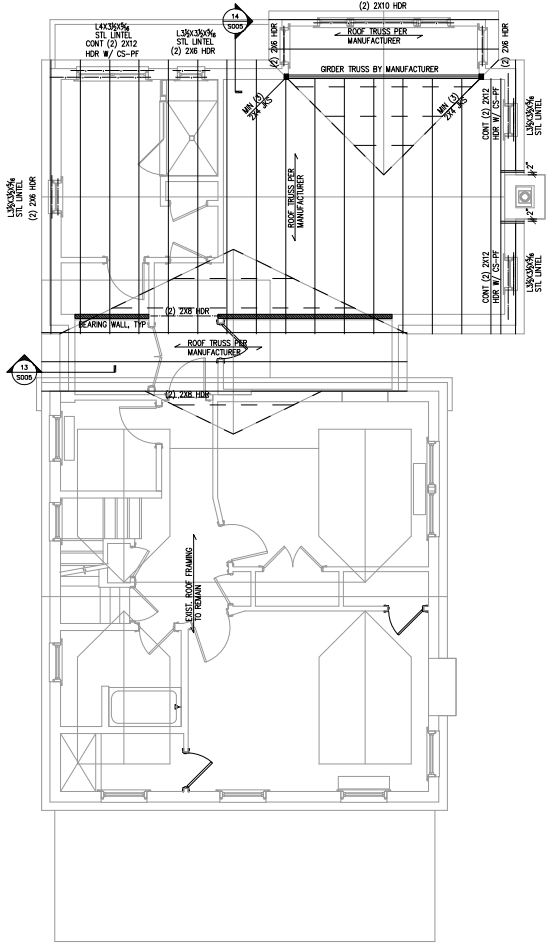 (2) 2X10 HDR
L4X3½X5⁄16
STL LINTEL
CONT (2) 2X12
HDR W/ CS-PF
L3½X3½X5⁄16
STL LINTEL
(2) 2X6 HDR
14
S005
(2) 2X6 HDR
ROOF TRUSS PER
MANUFACTURER
(2) 2X6 HDR
GIRDER TRUSS BY MANUFACTURER
MIN (3)
2X4 JKS
MIN (3)
2X4 JKS
CONT (2) 2X12
HDR W/ CS-PF
L3½X3½X5⁄16
STL LINTEL
L3½X3½X5⁄16
STL LINTEL
(2) 2X6 HDR
ROOF TRUSS PER
MANUFACTURER
2"
2"
CONT (2) 2X12
HDR W/ CS-PF
L3½X3½X5⁄16
STL LINTEL
(2) 2X8 HDR
BEARING WALL, TYP
ROOF TRUSS PER
MANUFACTURER
13
S005
(2) 2X8 HDR
EXIST. ROOF FRAMING
TO REMAIN